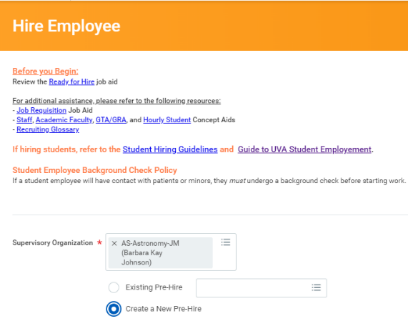 Hire Employee
Before you Begin:
Review the Ready for Hire job aid
For additional assistance, please refer to the following resources:
- Job Requisition Job Aid
- Staff, Academic Faculty, GTA/GRA, and Hourly Student Concept Aids
- Recruiting Glossary
If hiring students, refer to the Student Hiring Guidelines and Guide to UVA Student Employement.
Student Employee Background Check Policy
If a student employee will have contact with patients or minors, they must undergo a background check before starting work.
Supervisory Organization * × AS-Astronomy-JM
(Barbara Kay
Johnson)
Existing Pre-Hire
Create a New Pre-Hire